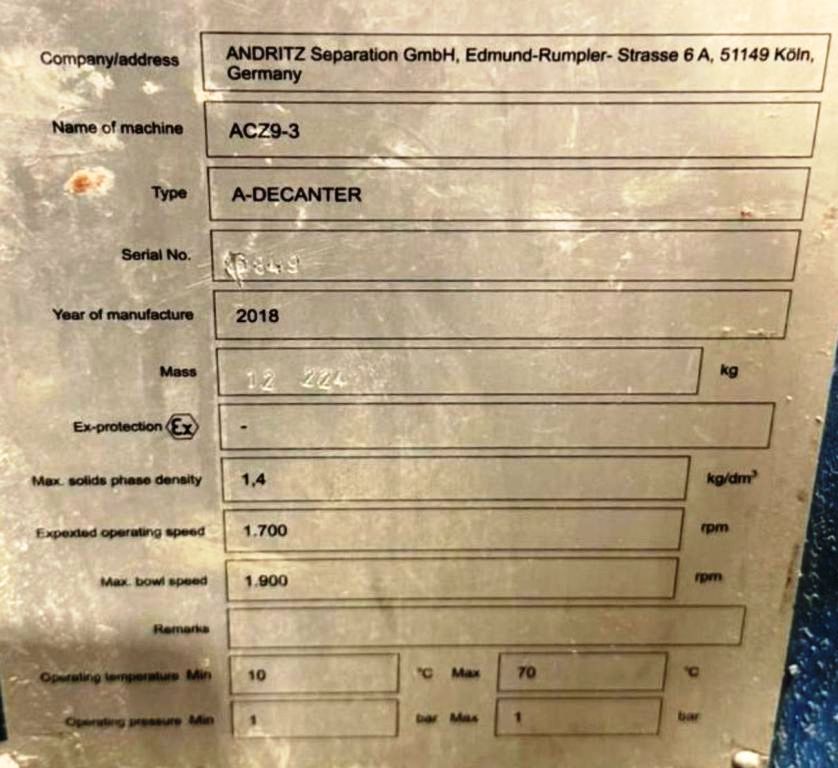 Company/address ANDRITZ Separation GmbH, Edmund-Rumpler- Strasse 6 A, 51149 Köln,
Germany
Name of machine ACZ9-3
Type A-DECANTER
Serial No.
Year of manufacture 2018
Mass 12 224 kg
Ex-protection Ex -
Max. solids phase density 1,4 kg/dm³
Expexted operating speed 1.700 rpm
Max. bowl speed 1.900 rpm
Remarks
Operating temperature Min 10 °C Max 70 °C
Operating pressure Min 1 bar Max 1 bar